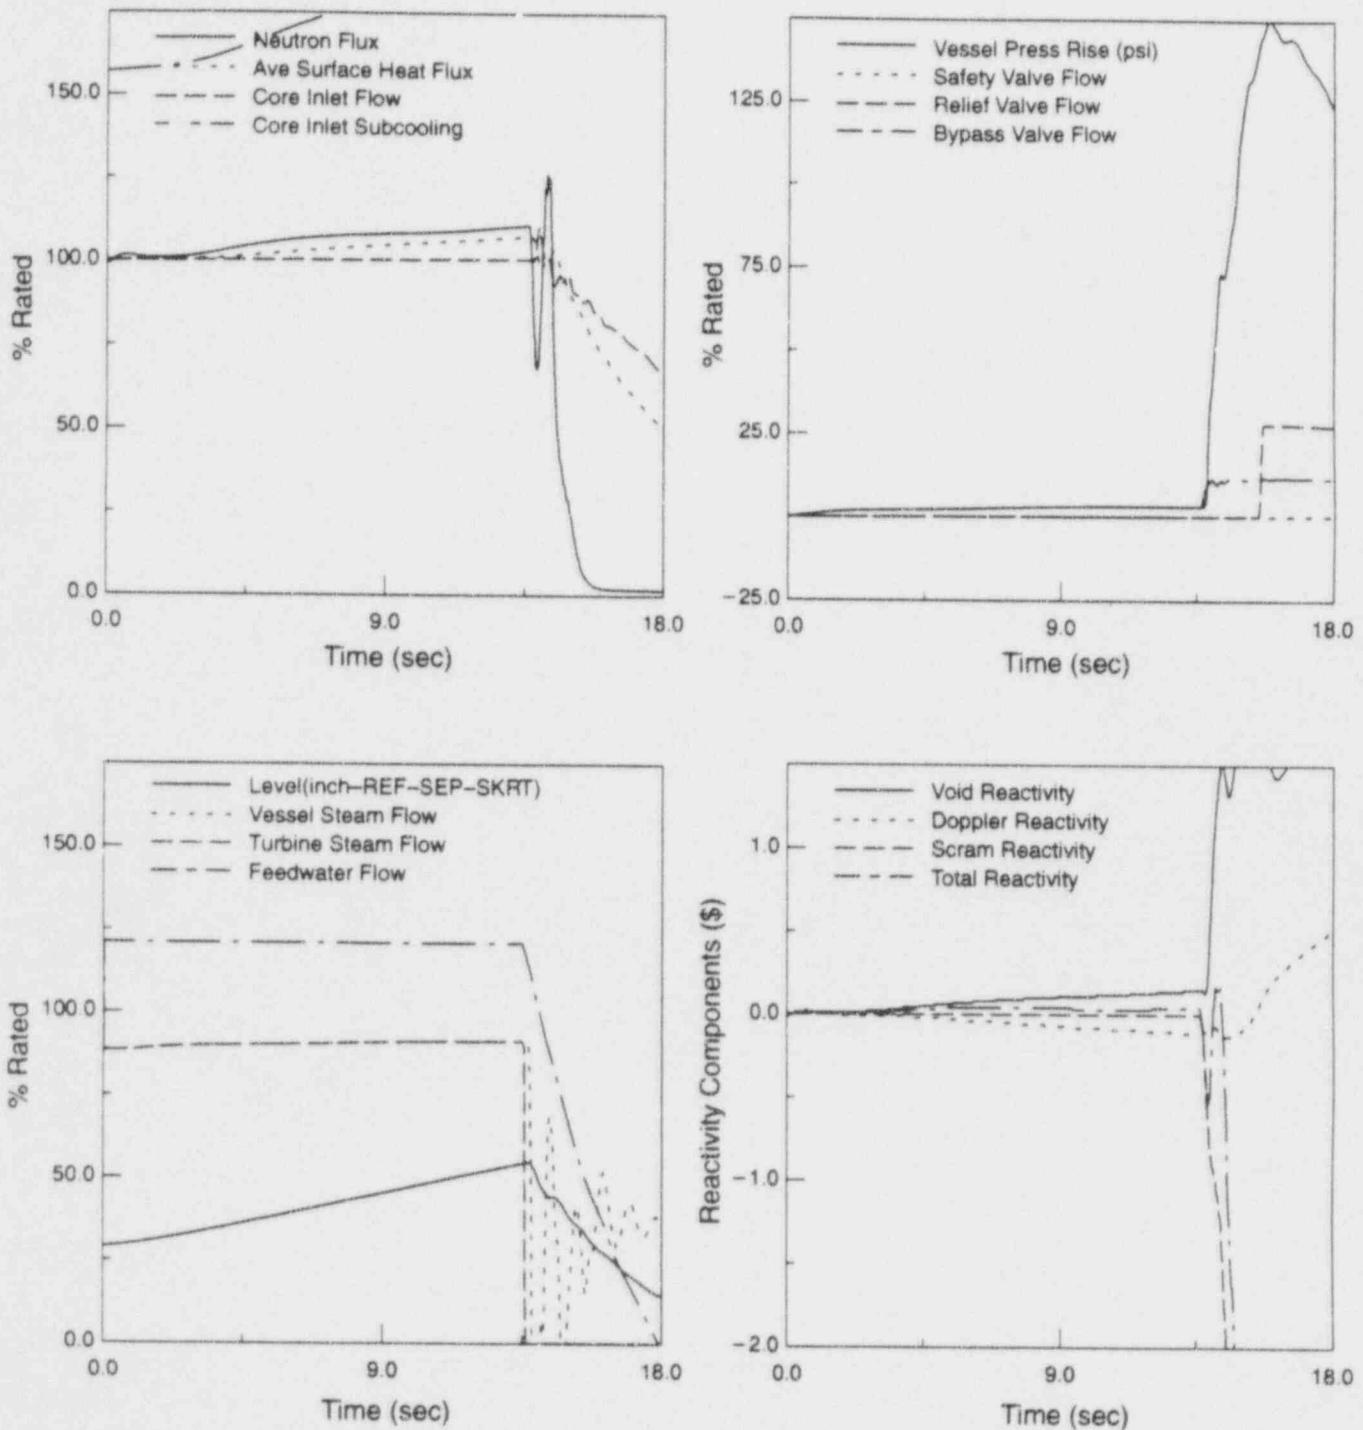 Neutron Flux
Ave Surface Heat Flux
Core Inlet Flow
Core Inlet Subcooling
150.0
100.0
50.0
0.0
% Rated
0.0 9.0 18.0
Time (sec)
Vessel Press Rise (psi)
Safety Valve Flow
Relief Valve Flow
Bypass Valve Flow
125.0
75.0
25.0
−25.0
% Rated
0.0 9.0 18.0
Time (sec)
Level(inch–REF–SEP–SKRT)
Vessel Steam Flow
Turbine Steam Flow
Feedwater Flow
150.0
100.0
50.0
0.0
% Rated
0.0 9.0 18.0
Time (sec)
Void Reactivity
Doppler Reactivity
Scram Reactivity
Total Reactivity
1.0
0.0
−1.0
−2.0
Reactivity Components ($)
0.0 9.0 18.0
Time (sec)